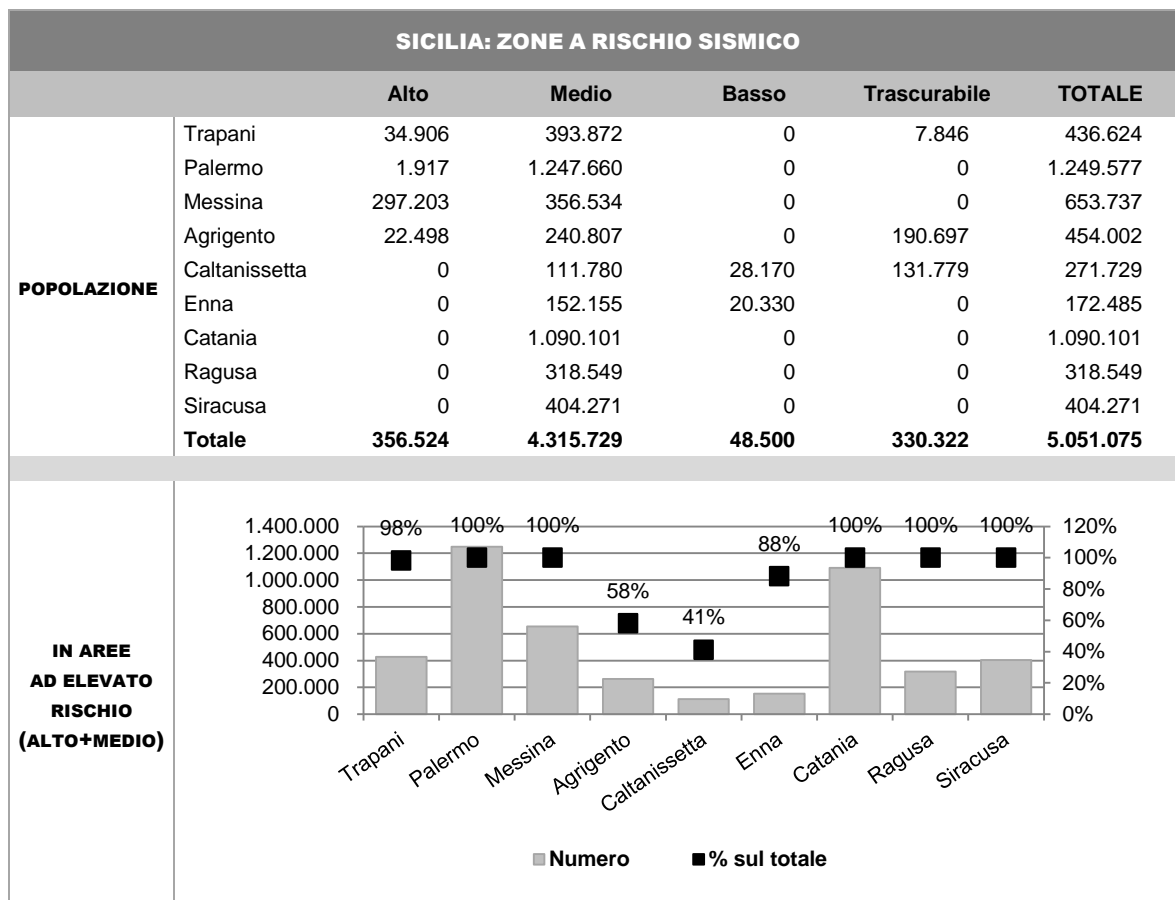 SICILIA: ZONE A RISCHIO SISMICO
Alto Medio Basso Trascurabile TOTALE
POPOLAZIONE
Trapani 34.906 393.872 0 7.846 436.624
Palermo 1.917 1.247.660 0 0 1.249.577
Messina 297.203 356.534 0 0 653.737
Agrigento 22.498 240.807 0 190.697 454.002
Caltanissetta 0 111.780 28.170 131.779 271.729
Enna 0 152.155 20.330 0 172.485
Catania 0 1.090.101 0 0 1.090.101
Ragusa 0 318.549 0 0 318.549
Siracusa 0 404.271 0 0 404.271
Totale 356.524 4.315.729 48.500 330.322 5.051.075
IN AREE
AD ELEVATO
RISCHIO
(ALTO+MEDIO)
1.400.000
1.200.000
1.000.000
800.000
600.000
400.000
200.000
0
98% 100% 100% 58% 41% 88% 100% 100% 100%
120%
100%
80%
60%
40%
20%
0%
Trapani Palermo Messina Agrigento Caltanissetta Enna Catania Ragusa Siracusa
Numero % sul totale